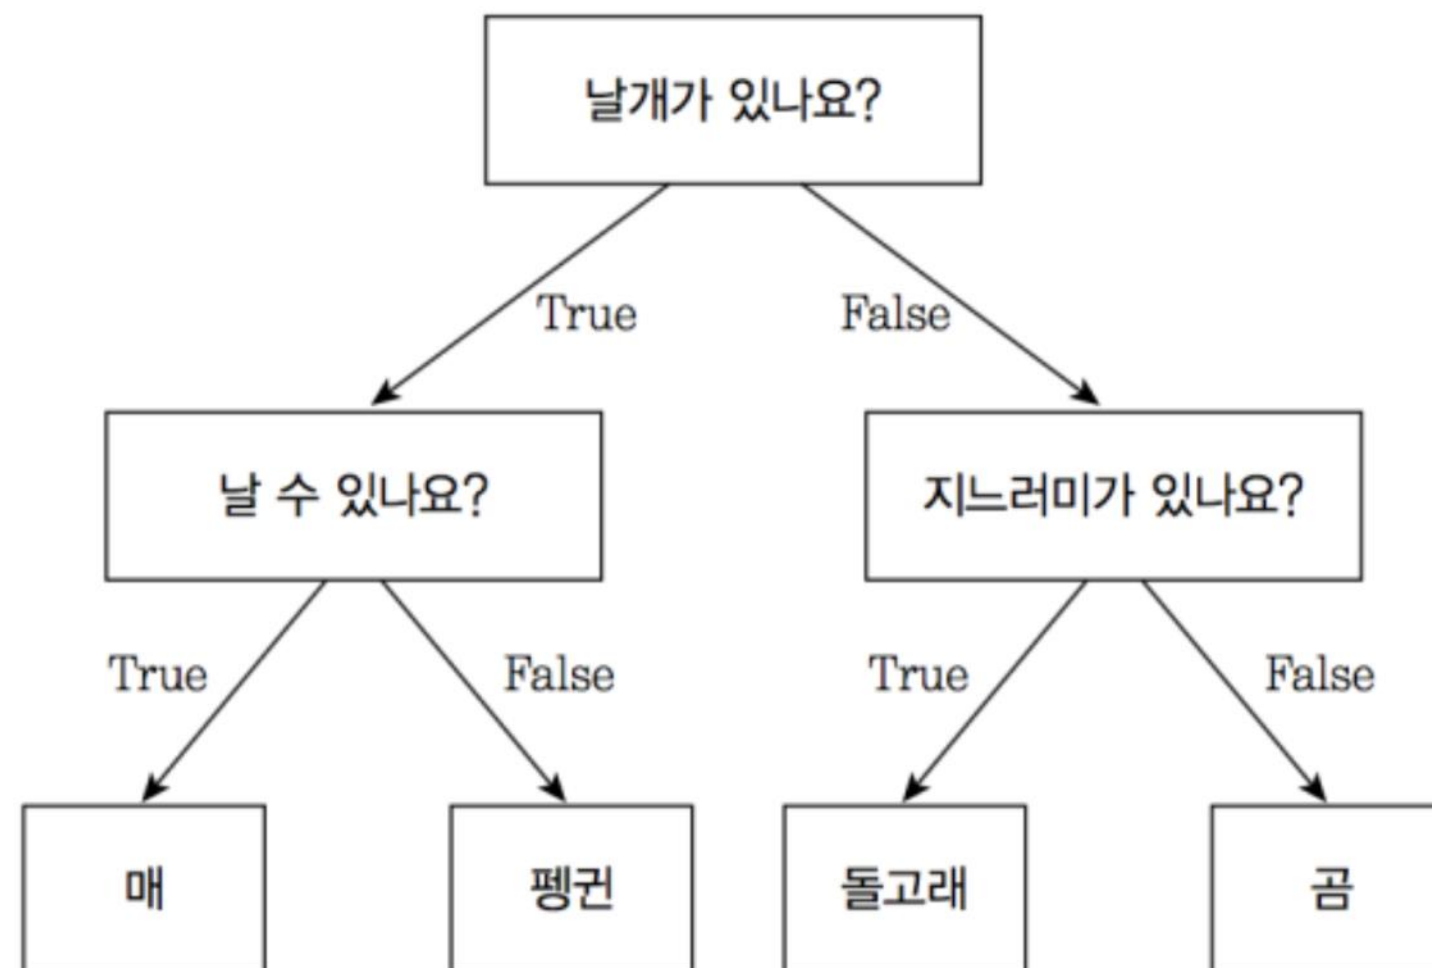 날개가 있나요?
True
False
날 수 있나요?
지느러미가 있나요?
True
False
True
False
매
펭귄
돌고래
곰